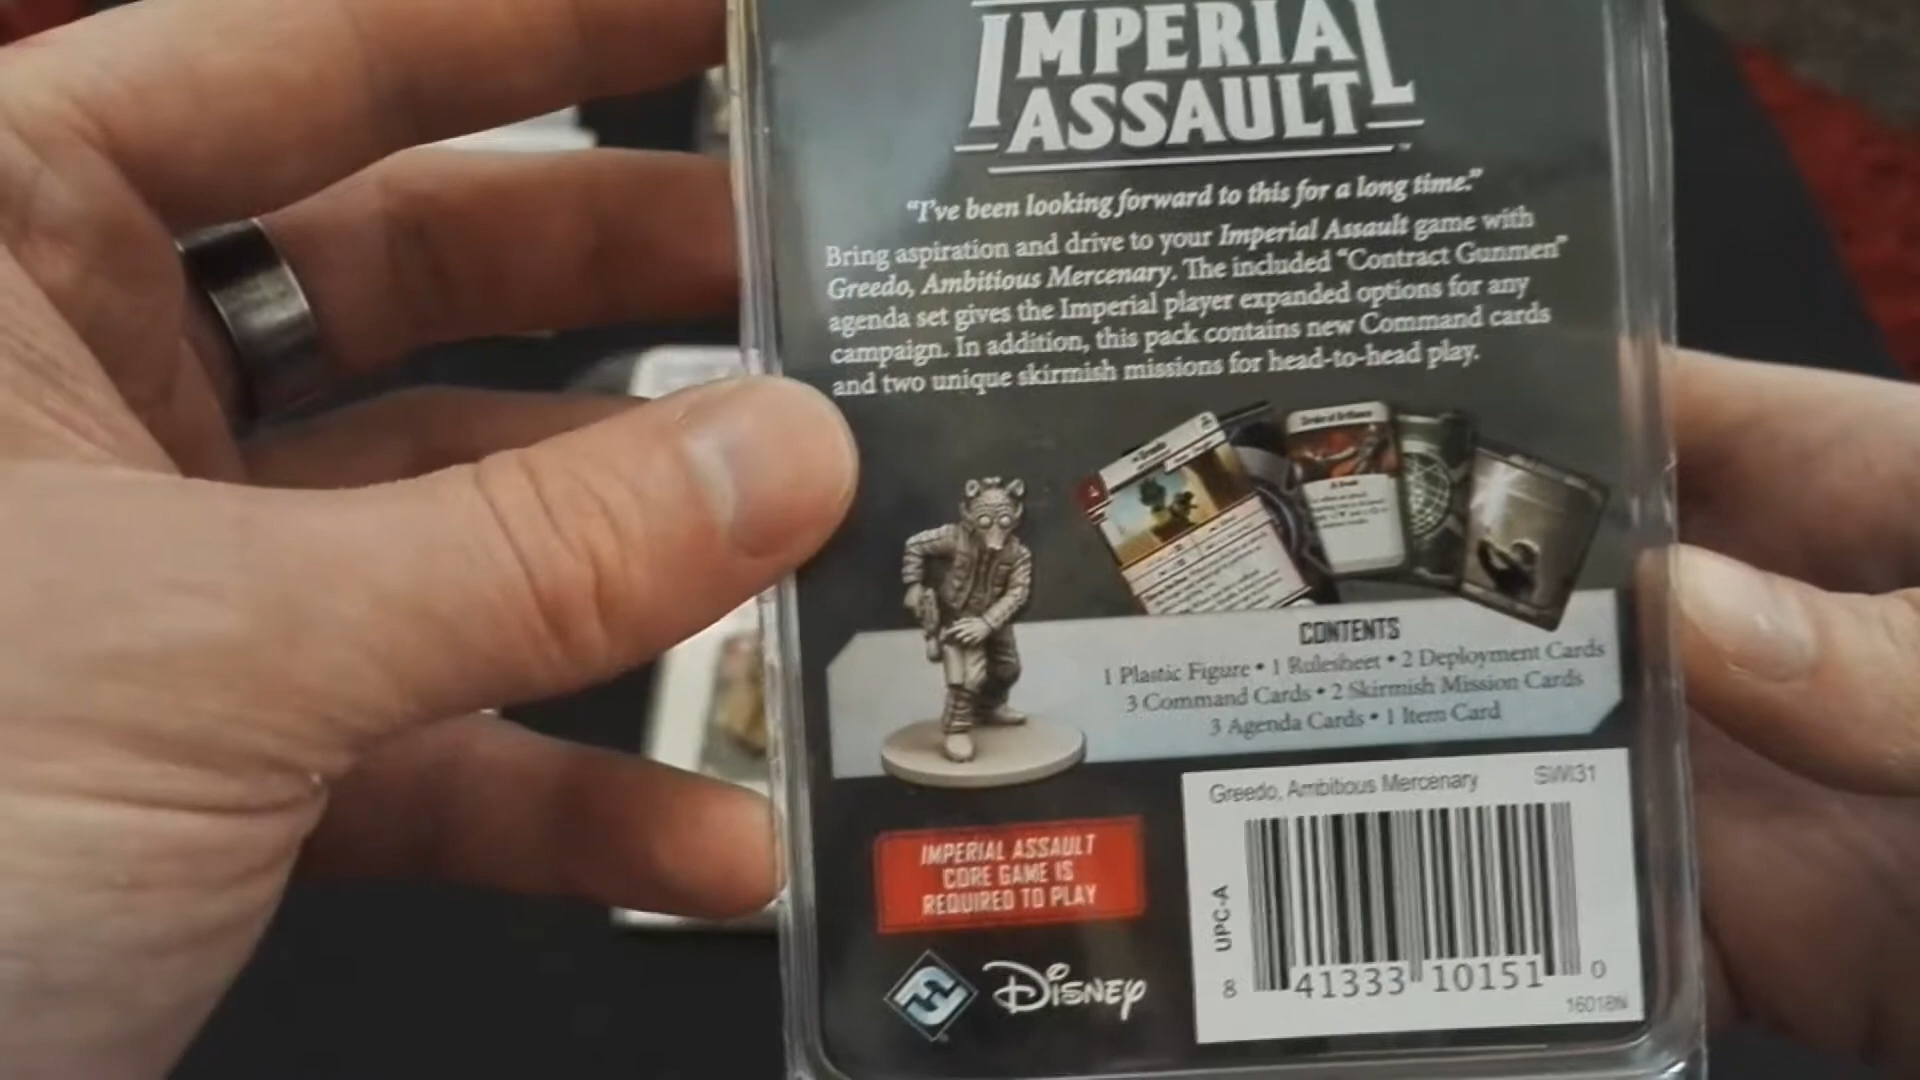 IMPERIAL
ASSAULT
“I’ve been looking forward to this for a long time.”
Bring aspiration and drive to your Imperial Assault game with
Greedo, Ambitious Mercenary. The included “Contract Gunmen”
agenda set gives the Imperial player expanded options for any
campaign. In addition, this pack contains new Command cards
and two unique skirmish missions for head-to-head play.
CONTENTS
1 Plastic Figure • 1 Rulesheet • 2 Deployment Cards
3 Command Cards • 2 Skirmish Mission Cards
3 Agenda Cards • 1 Item Card
Greedo, Ambitious Mercenary SWI31
IMPERIAL ASSAULT
CORE GAME IS
REQUIRED TO PLAY
UPC-A
8 41333 10151 0
16018N
DISNEY